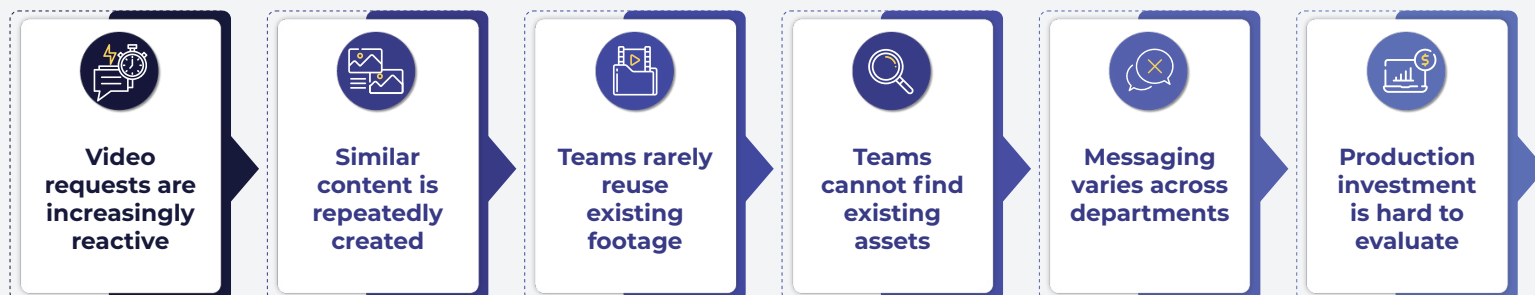 Video
requests are
increasingly
reactive
Similar
content is
repeatedly
created
Teams rarely
reuse
existing
footage
Teams
cannot find
existing
assets
Messaging
varies across
departments
$
Production
investment
is hard to
evaluate